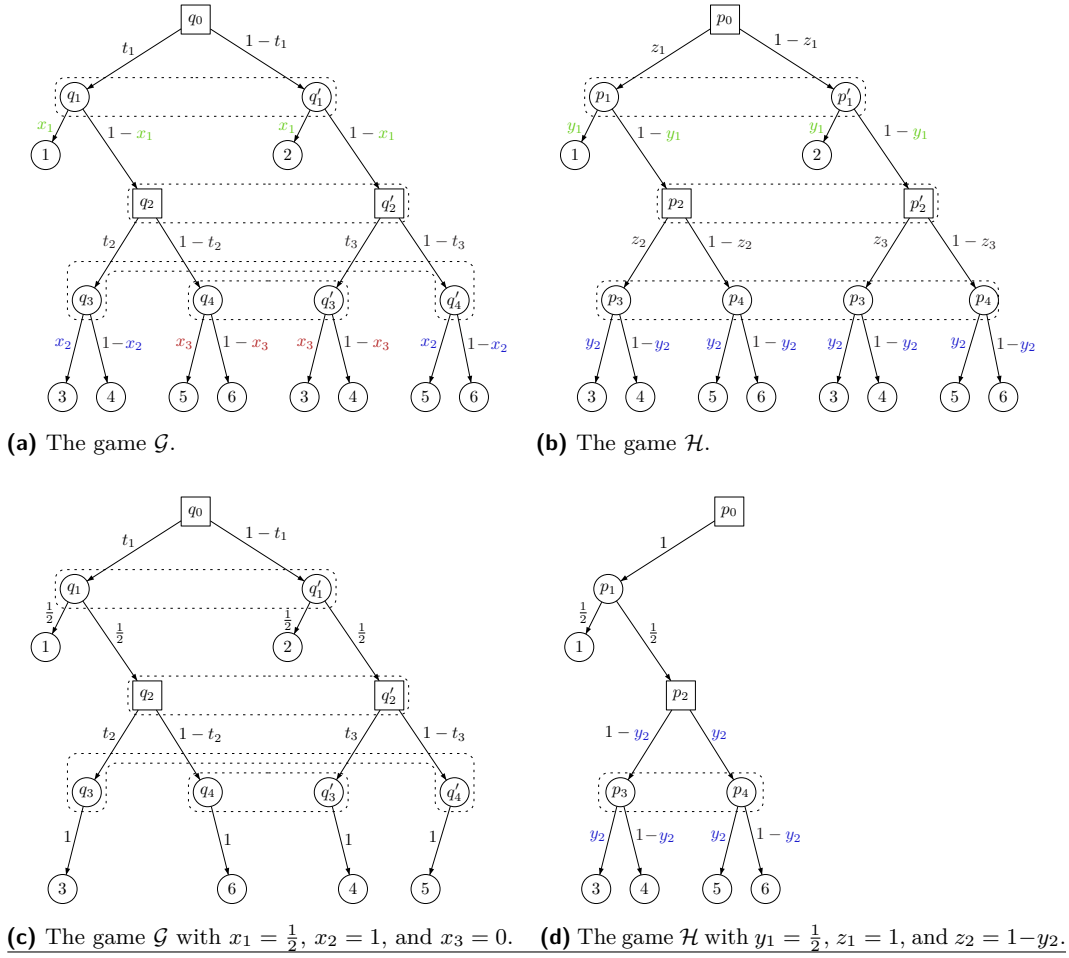 q₀ p₀
t₁ 1 − t₁ z₁ 1 − z₁
q₁ q′₁ p₁ p′₁
x₁ 1 − x₁ x₁ 1 − x₁ y₁ 1 − y₁ y₁ 1 − y₁
1 2 1 2
q₂ q′₂ p₂ p′₂
t₂ 1 − t₂ t₃ 1 − t₃ z₂ 1 − z₂ z₃ 1 − z₃
q₃ q₄ q′₃ q′₄ p₃ p₄ p₃ p₄
x₂ 1−x₂ x₃ 1 − x₃ x₃ 1 − x₃ x₂ 1−x₂ y₂ 1−y₂ y₂ 1 − y₂ y₂ 1 − y₂ y₂ 1−y₂
3 4 5 6 3 4 5 6 3 4 5 6 3 4 5 6
(a) The game 𝒢. (b) The game ℋ.
q₀ p₀
t₁ 1 − t₁ 1
q₁ q′₁ p₁
½ ½ ½ ½ ½ ½
1 2 1
q₂ q′₂ p₂
t₂ 1 − t₂ t₃ 1 − t₃ 1 − y₂ y₂
q₃ q₄ q′₃ q′₄ p₃ p₄
1 1 1 1 y₂ 1−y₂ y₂ 1 − y₂
3 6 4 5 3 4 5 6
(c) The game 𝒢 with x₁ = ½, x₂ = 1, and x₃ = 0. (d) The game ℋ with y₁ = ½, z₁ = 1, and z₂ = 1−y₂.